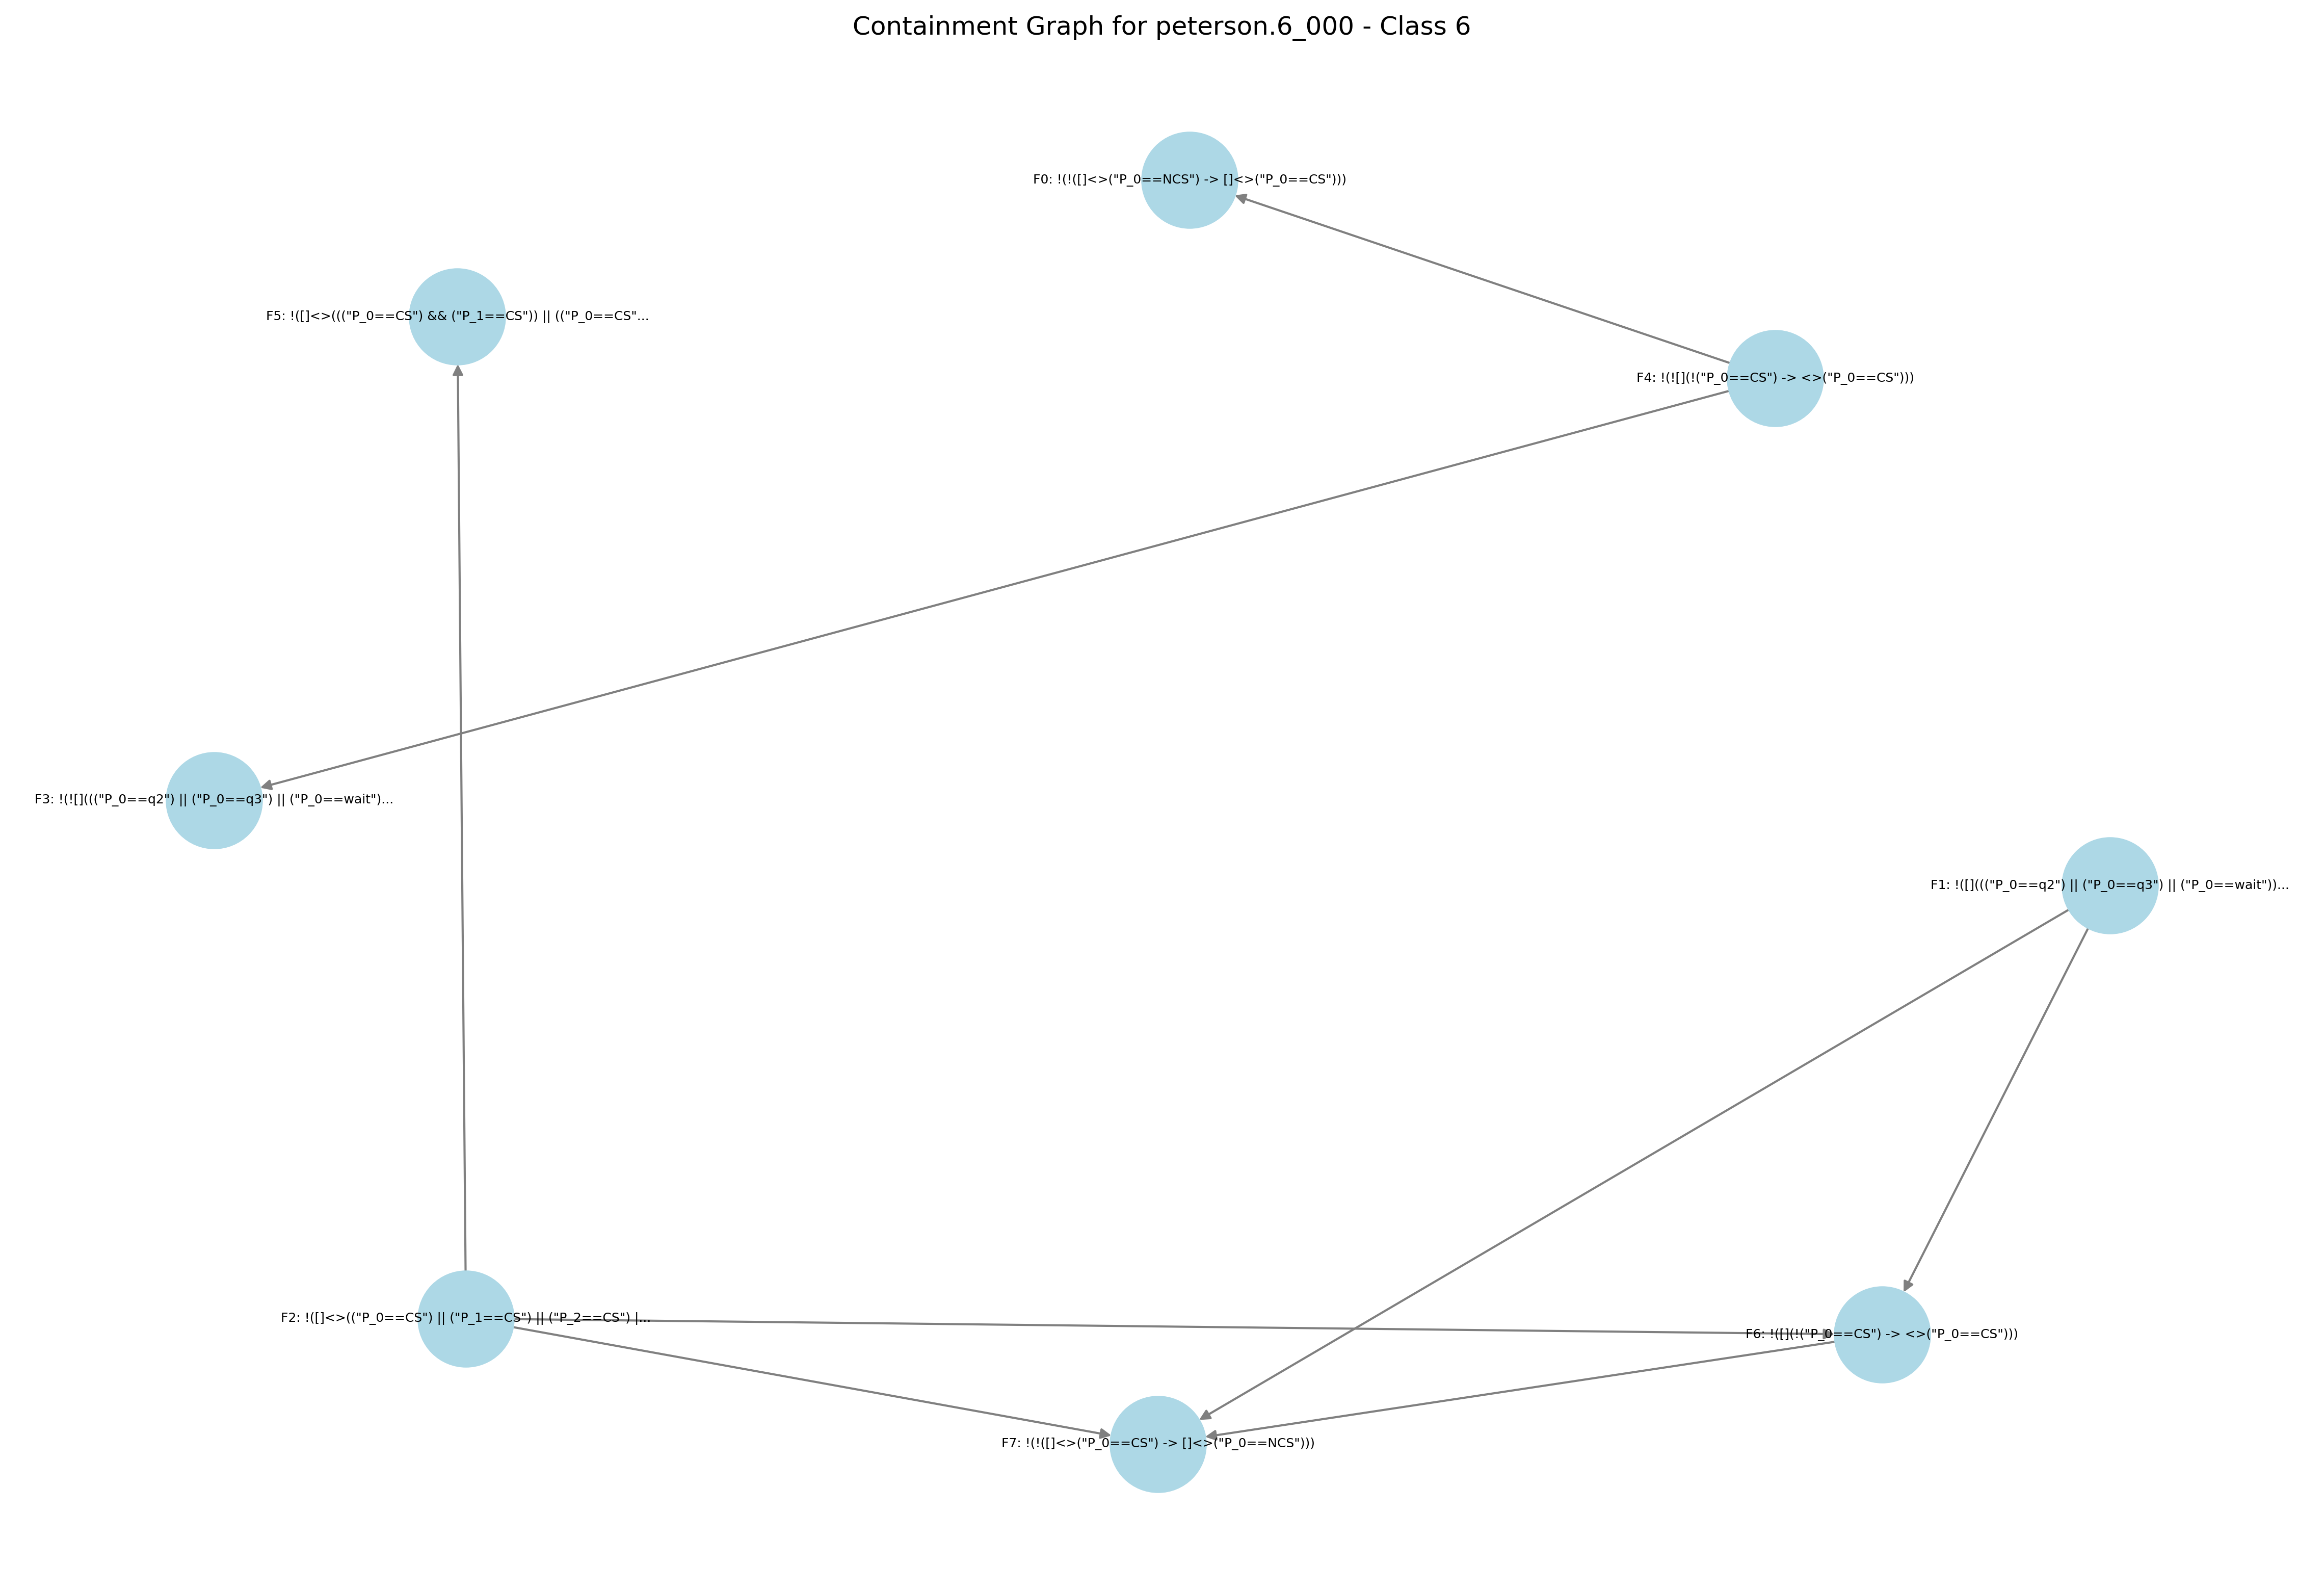 Containment Graph for peterson.6_000 - Class 6
F0: !(!([]<>("P_0==NCS") -> []<>("P_0==CS")))
F5: !([]<>((("P_0==CS") && ("P_1==CS")) || (("P_0==CS"...
F4: !(![](!("P_0==CS") -> <>("P_0==CS")))
F3: !(![]((("P_0==q2") || ("P_0==q3") || ("P_0==wait")...
F1: !([]((("P_0==q2") || ("P_0==q3") || ("P_0==wait"))...
F2: !([]<>(("P_0==CS") || ("P_1==CS") || ("P_2==CS") |...
F6: !([](!("P_0==CS") -> <>("P_0==CS")))
F7: !(!([]<>("P_0==CS") -> []<>("P_0==NCS")))